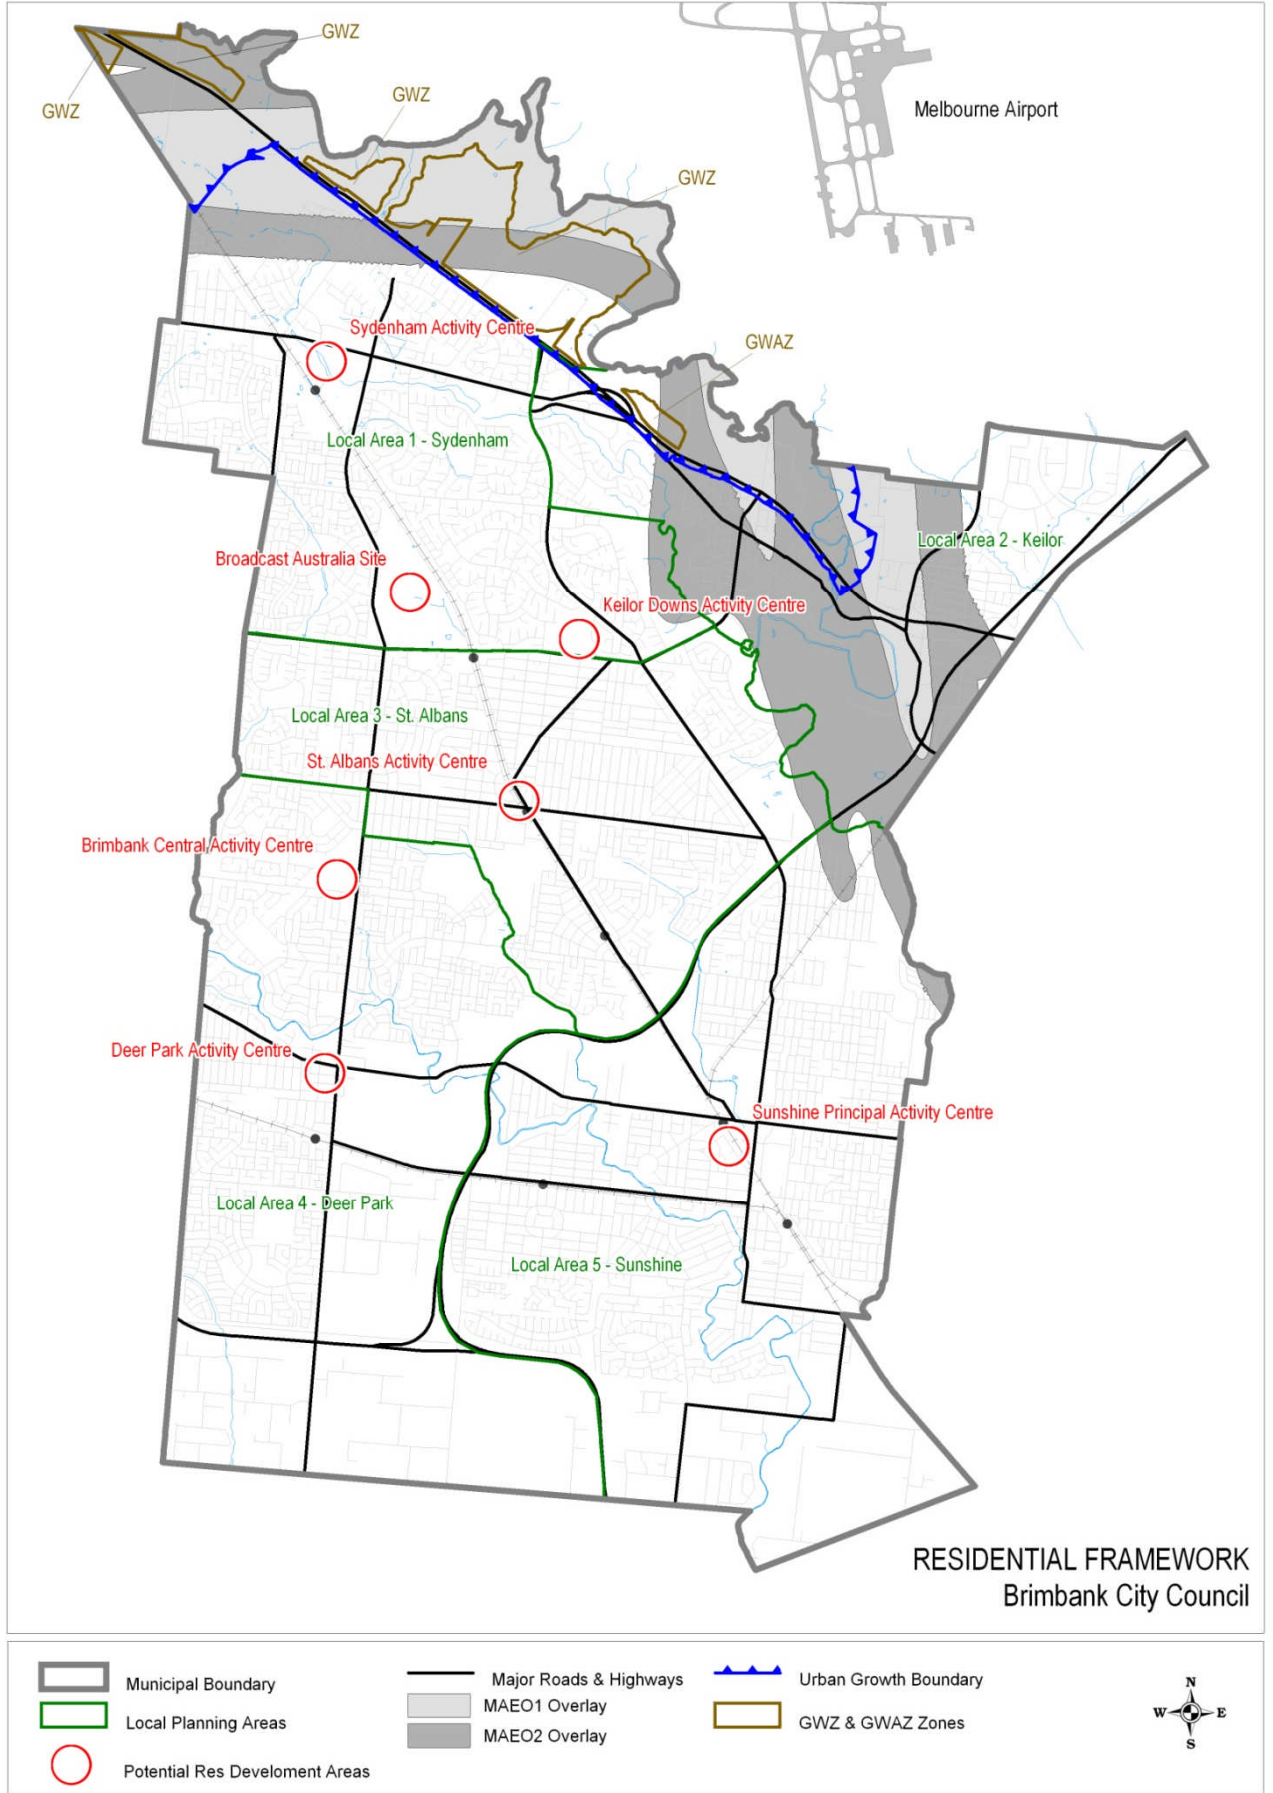 GWZ
GWZ
GWZ
Melbourne Airport
GWZ
Sydenham Activity Centre
GWAZ
Local Area 1 - Sydenham
Local Area 2 - Keilor
Broadcast Australia Site
Keilor Downs Activity Centre
Local Area 3 - St. Albans
St. Albans Activity Centre
Brimbank Central Activity Centre
Deer Park Activity Centre
Sunshine Principal Activity Centre
Local Area 4 - Deer Park
Local Area 5 - Sunshine
RESIDENTIAL FRAMEWORK
Brimbank City Council
Municipal Boundary
Local Planning Areas
Potential Res Develoment Areas
Major Roads & Highways
MAEO1 Overlay
MAEO2 Overlay
Urban Growth Boundary
GWZ & GWAZ Zones
N
W E
S